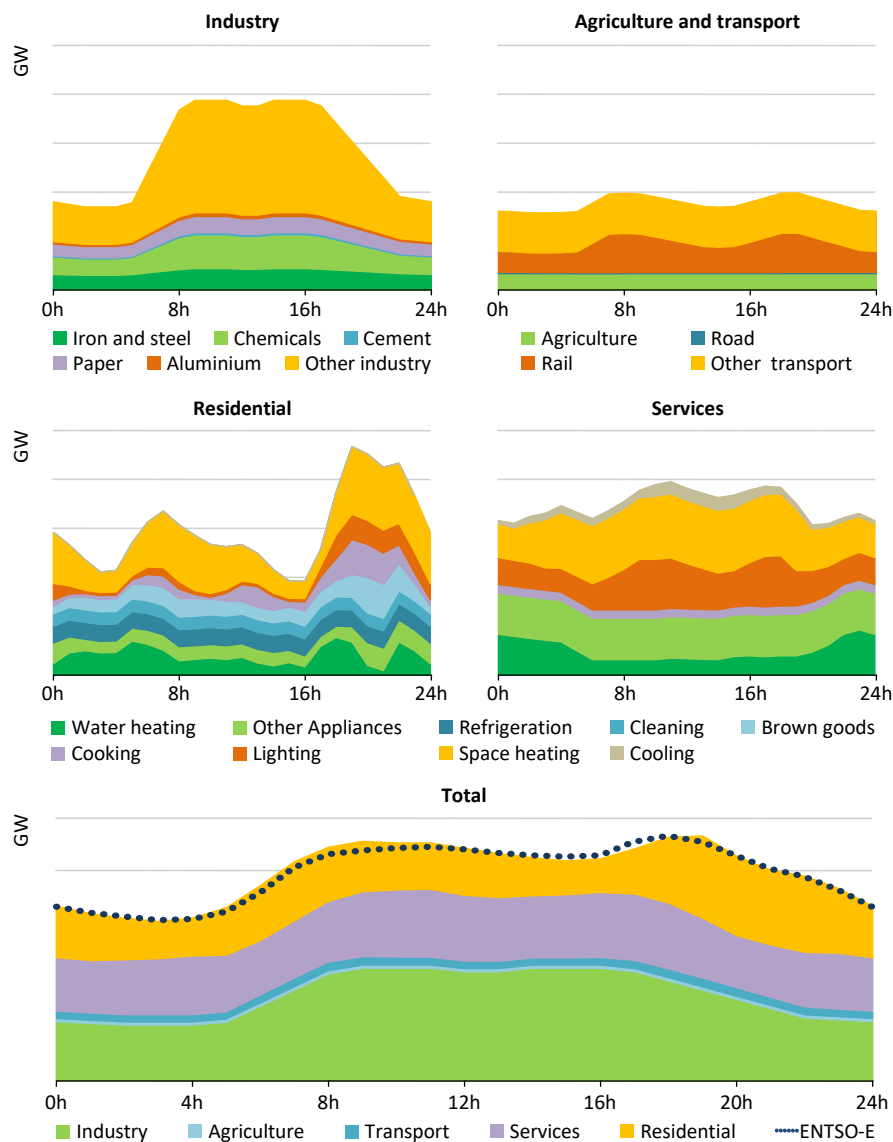 Industry
Agriculture and transport
GW
GW
0h 8h 16h 24h
0h 8h 16h 24h
Iron and steel Chemicals Cement
Paper Aluminium Other industry
Agriculture Road
Rail Other transport
Residential
Services
GW
0h 8h 16h 24h
0h 8h 16h 24h
Water heating Other Appliances Refrigeration Cleaning Brown goods
Cooking Lighting Space heating Cooling
Total
GW
0h 4h 8h 12h 16h 20h 24h
Industry Agriculture Transport Services Residential ENTSO-E